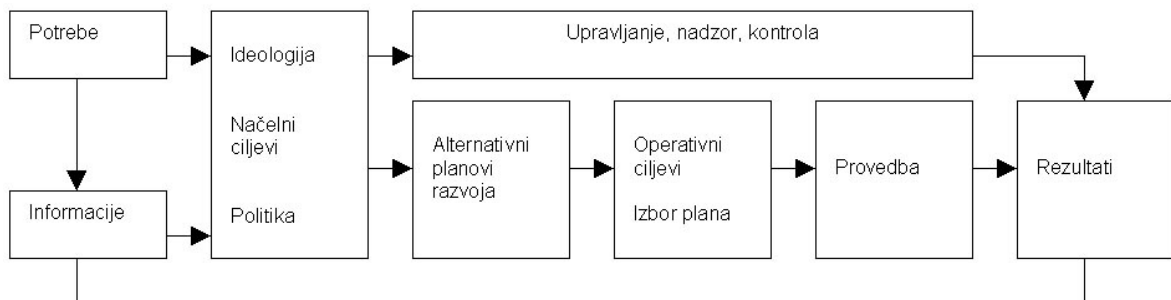 Potrebe
Informacije
Ideologija
Načelni
ciljevi
Politika
Upravljanje, nadzor, kontrola
Alternativni
planovi
razvoja
Operativni
ciljevi
Izbor plana
Provedba
Rezultati